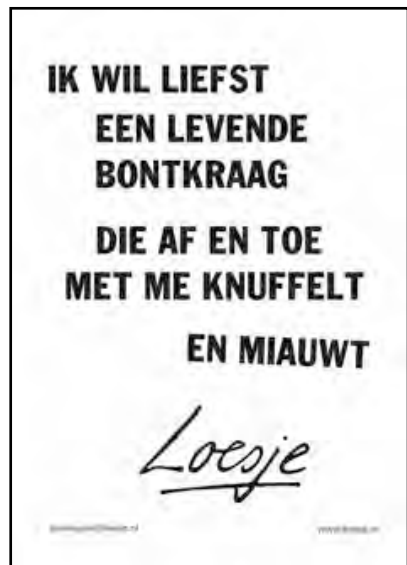 IK WIL LIEFST
EEN LEVENDE
BONTKRAAG
DIE AF EN TOE
MET ME KNUFFELT
EN MIAUWT
Loesje